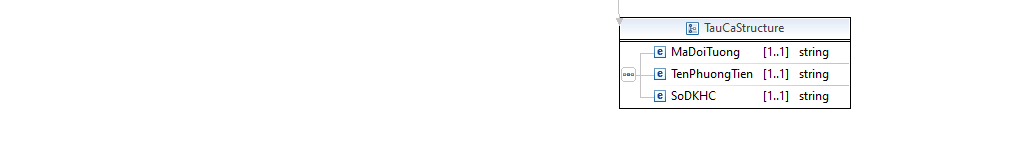 TauCaStructure
MaDoiTuong [1..1] string
TenPhuongTien [1..1] string
SoDKHC [1..1] string